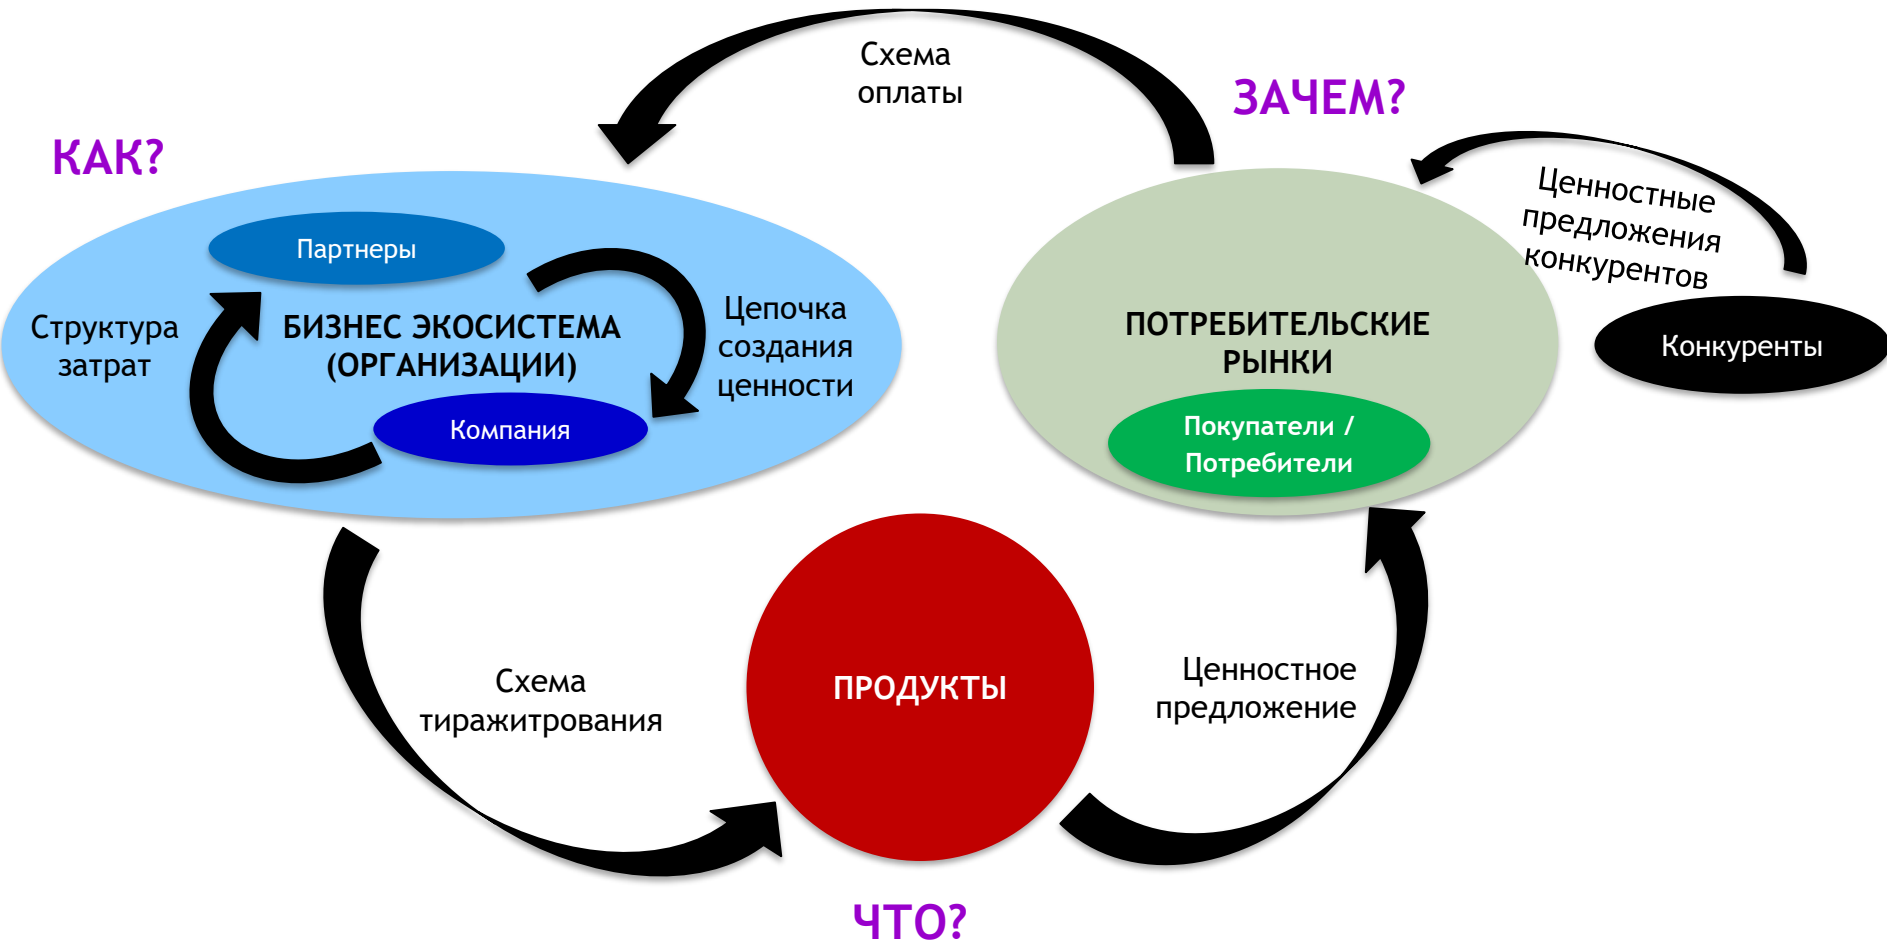 Схема
оплаты
ЗАЧЕМ?
КАК?
Ценностные
предложения
конкурентов
Партнеры
Структура
затрат
БИЗНЕС ЭКОСИСТЕМА
(ОРГАНИЗАЦИИ)
Цепочка
создания
ценности
Компания
ПОТРЕБИТЕЛЬСКИЕ
РЫНКИ
Конкуренты
Покупатели /
Потребители
Схема
тиражитрования
ПРОДУКТЫ
Ценностное
предложение
ЧТО?